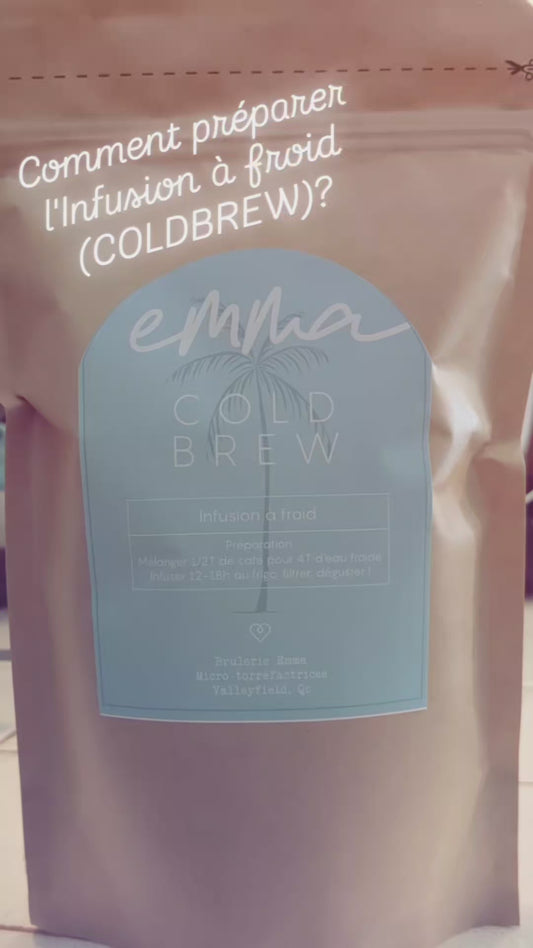 Comment préparer
l'Infusion à froid
(COLDBREW)?
emma
COLD
BREW
Infusion à froid
Préparation
Mélanger 1/2T de café pour 4T d'eau froide
Infuser 12-18h au frigo, filtrer, déguster !
Brulerie Emma
Micro-torréfactrices
Valleyfield, Qc